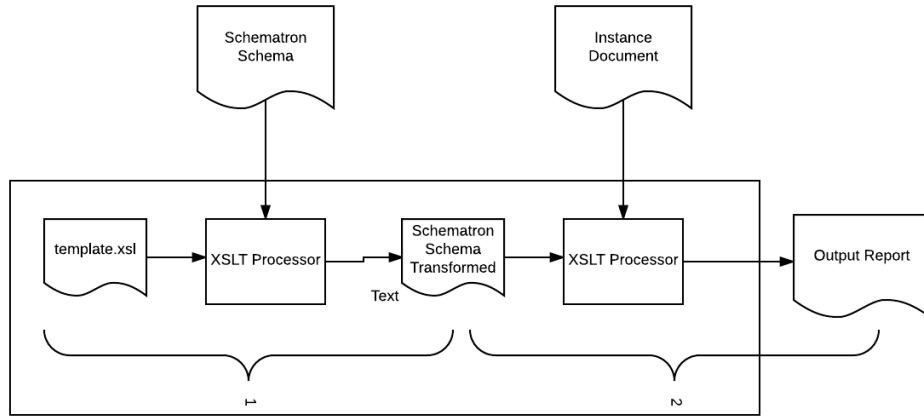 Schematron
Schema
Instance
Document
template.xsl
XSLT Processor
Schematron
Schema
Transformed
XSLT Processor
Output Report
Text
1
2